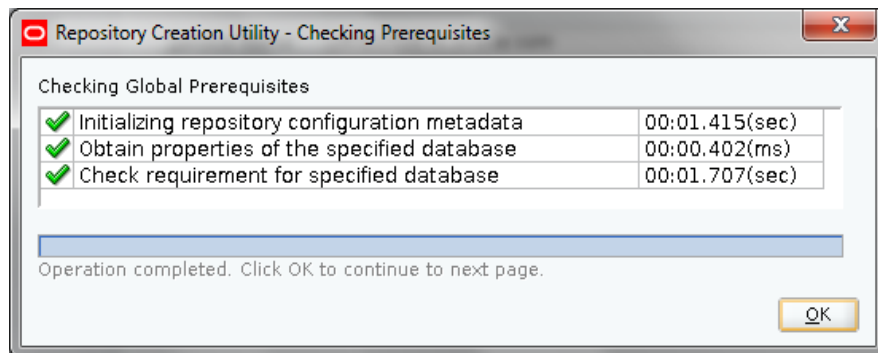 Repository Creation Utility - Checking Prerequisites
Checking Global Prerequisites
Initializing repository configuration metadata 00:01.415(sec)
Obtain properties of the specified database 00:00.402(ms)
Check requirement for specified database 00:01.707(sec)
Operation completed. Click OK to continue to next page.
OK